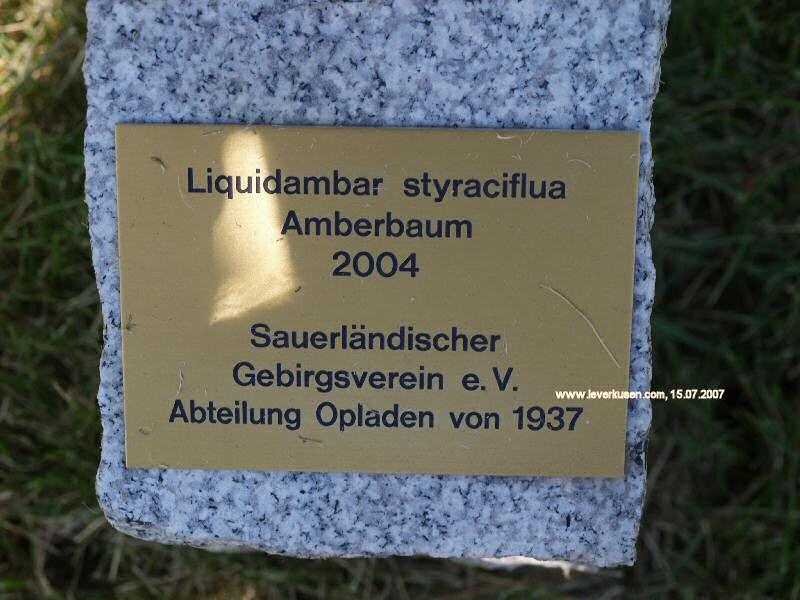 Liquidambar styraciflua
Amberbaum
2004
Sauerländischer
Gebirgsverein e.V.
www.leverkusen.com, 15.07.2007
Abteilung Opladen von 1937